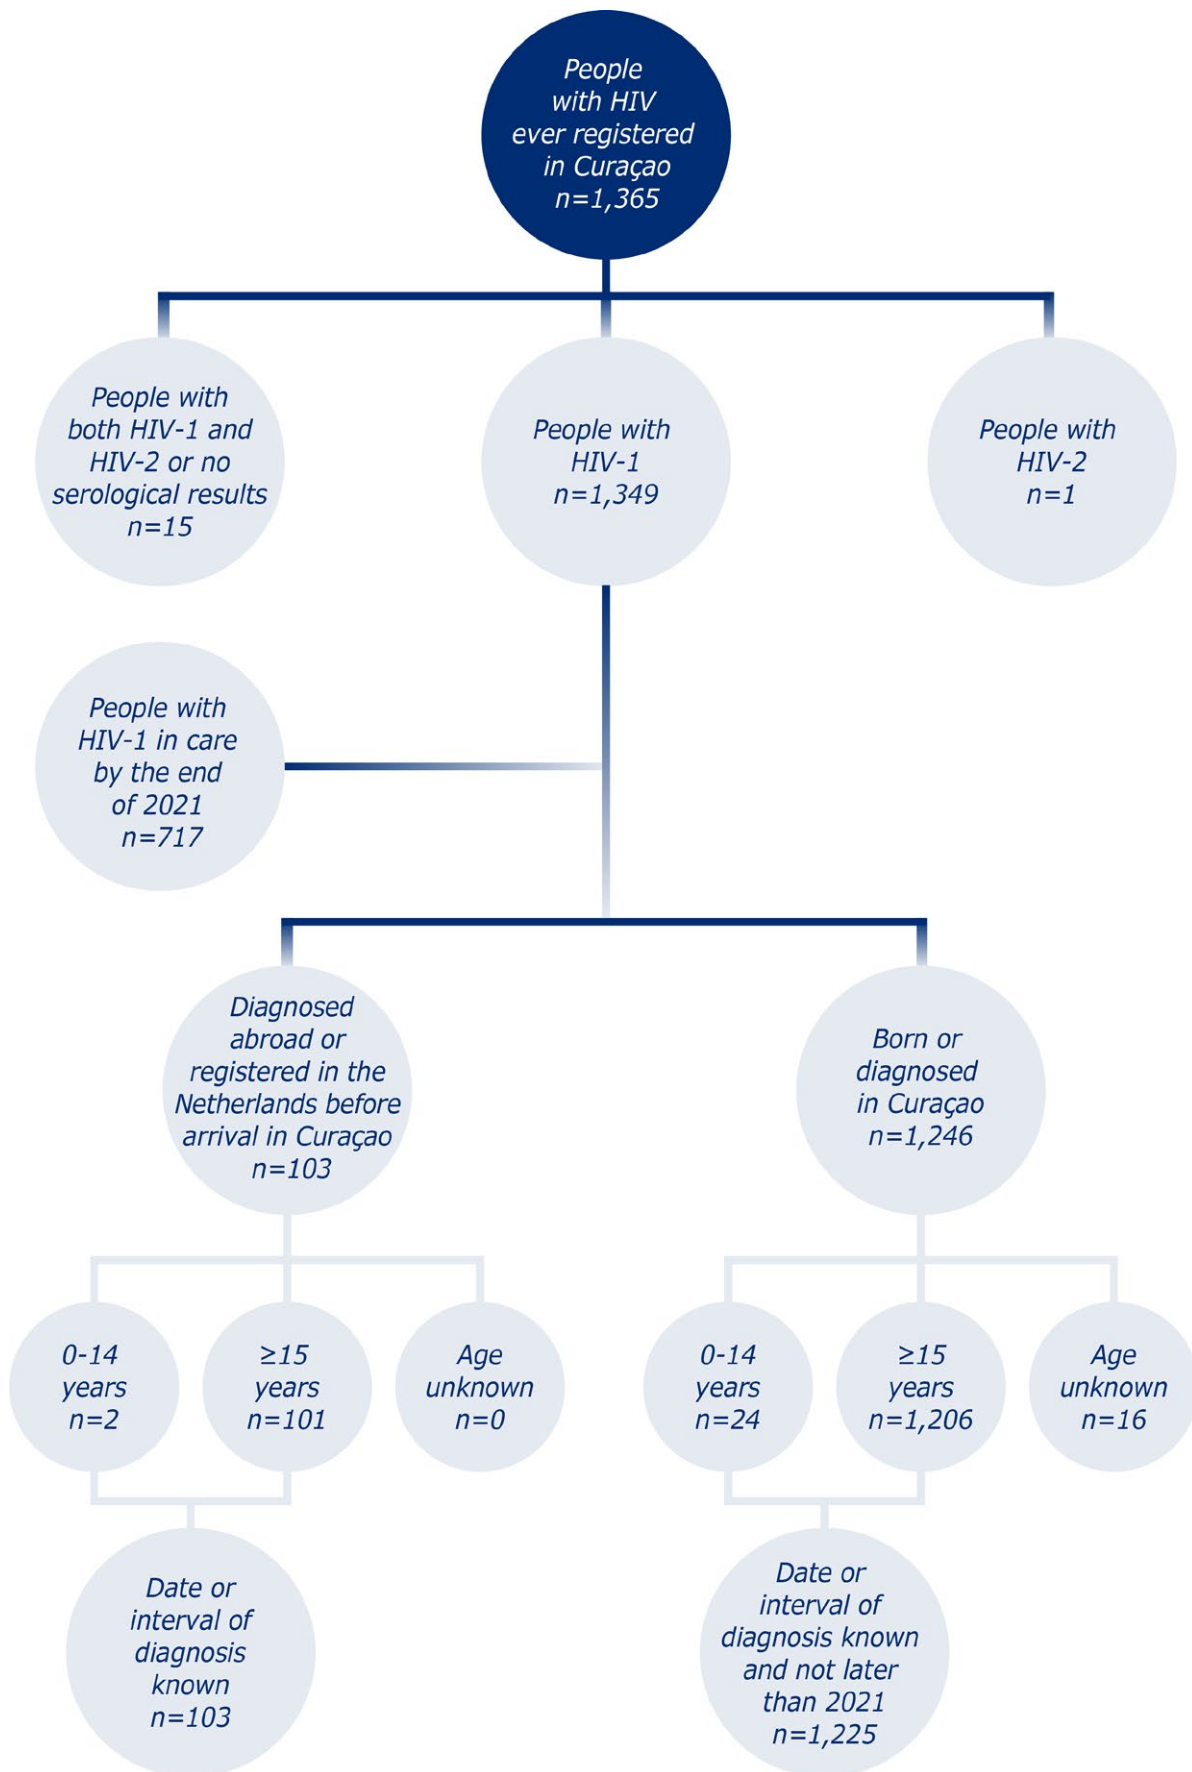 People
with HIV
ever registered
in Curaçao
n=1,365
People with
both HIV-1 and
HIV-2 or no
serological results
n=15
People with
HIV-1
n=1,349
People with
HIV-2
n=1
People with
HIV-1 in care
by the end
of 2021
n=717
Diagnosed
abroad or
registered in the
Netherlands before
arrival in Curaçao
n=103
Born or
diagnosed
in Curaçao
n=1,246
0-14
years
n=2
≥15
years
n=101
Age
unknown
n=0
0-14
years
n=24
≥15
years
n=1,206
Age
unknown
n=16
Date or
interval of
diagnosis
known
n=103
Date or
interval of
diagnosis known
and not later
than 2021
n=1,225